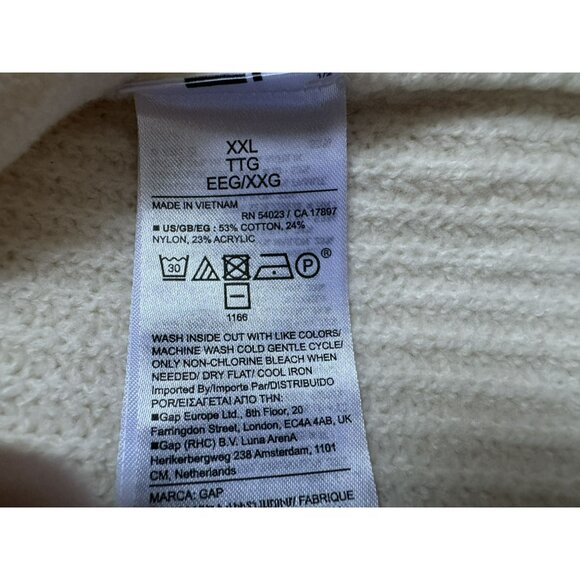 XXL
TTG
EEG/XXG
MADE IN VIETNAM
RN 54023 / CA 17897
■ US/GB/EG : 53% COTTON, 24%
NYLON, 23% ACRYLIC
30 P ®
1166
WASH INSIDE OUT WITH LIKE COLORS/
MACHINE WASH COLD GENTLE CYCLE/
ONLY NON-CHLORINE BLEACH WHEN
NEEDED/ DRY FLAT/ COOL IRON
Imported By/Importe Par/DISTRIBUIDO
POR/ΕΙΣΑΓΕΤΑΙ ΑΠΟ ΤΗΝ:
■Gap Europe Ltd., 8th Floor, 20
Farringdon Street, London, EC4A 4AB, UK
■Gap (RHC) B.V. Luna ArenA
Herikerbergweg 238 Amsterdam, 1101
CM, Netherlands
MARCA: GAP
FABRIQUE